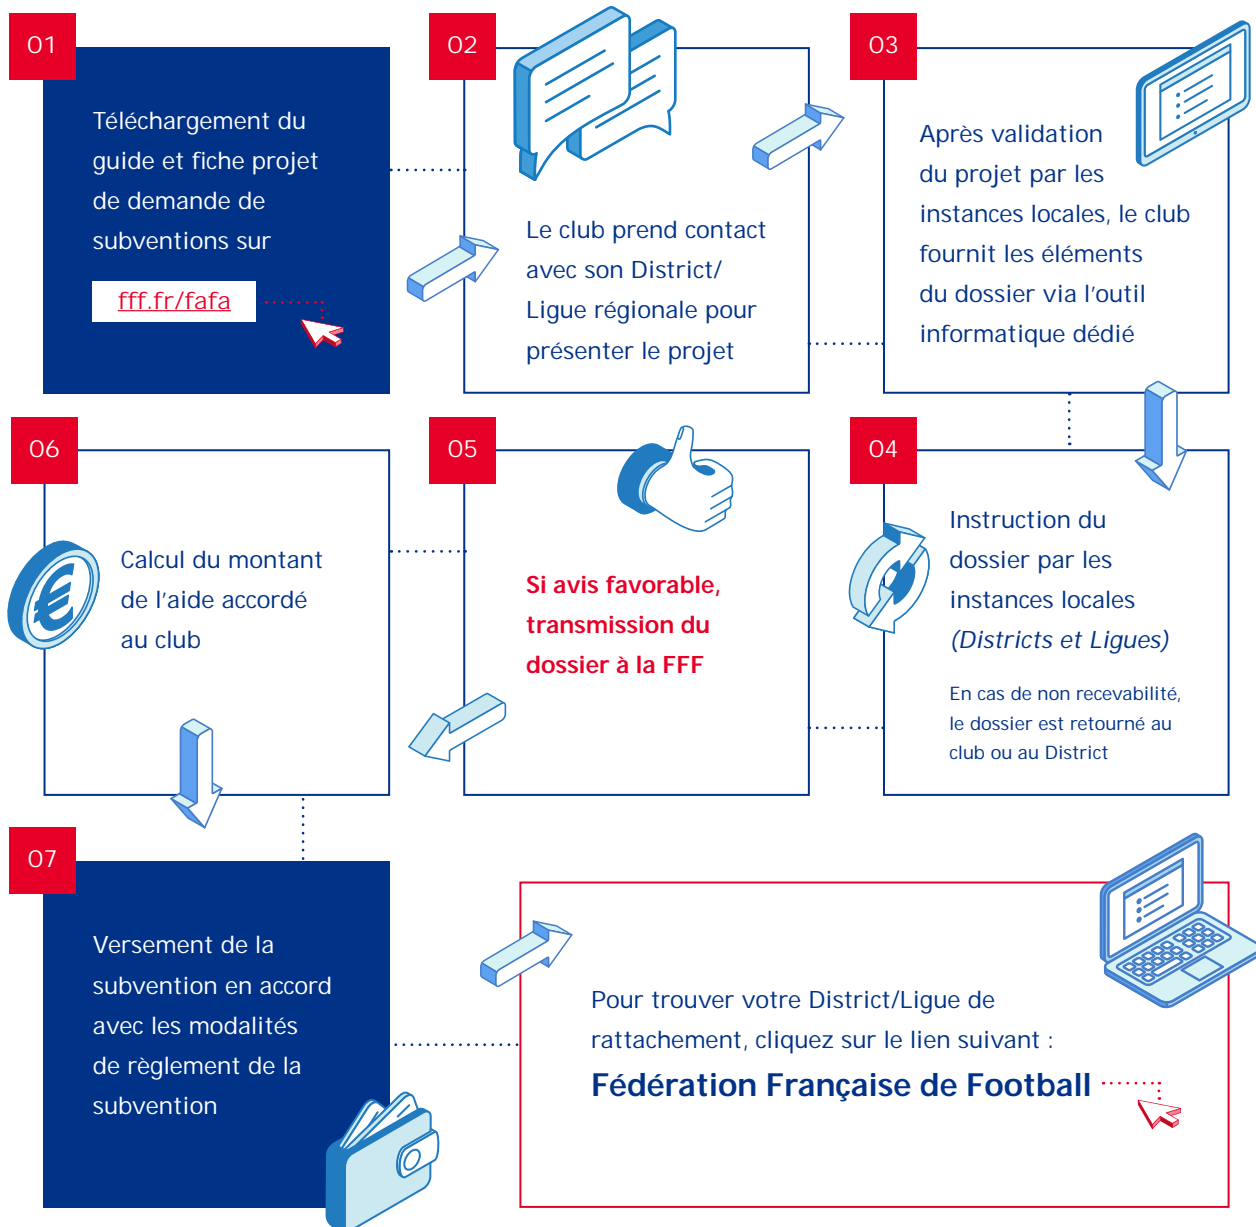 01
Téléchargement du
guide et fiche projet
de demande de
subventions sur
fff.fr/fafa
02
Le club prend contact
avec son District/
Ligue régionale pour
présenter le projet
03
Après validation
du projet par les
instances locales, le club
fournit les éléments
du dossier via l'outil
informatique dédié
04
Instruction du
dossier par les
instances locales
(Districts et Ligues)
En cas de non recevabilité,
le dossier est retourné au
club ou au District
05
Si avis favorable,
transmission du
dossier à la FFF
06
Calcul du montant
de l'aide accordé
au club
07
Versement de la
subvention en accord
avec les modalités
de règlement de la
subvention
Pour trouver votre District/Ligue de
rattachement, cliquez sur le lien suivant :
Fédération Française de Football